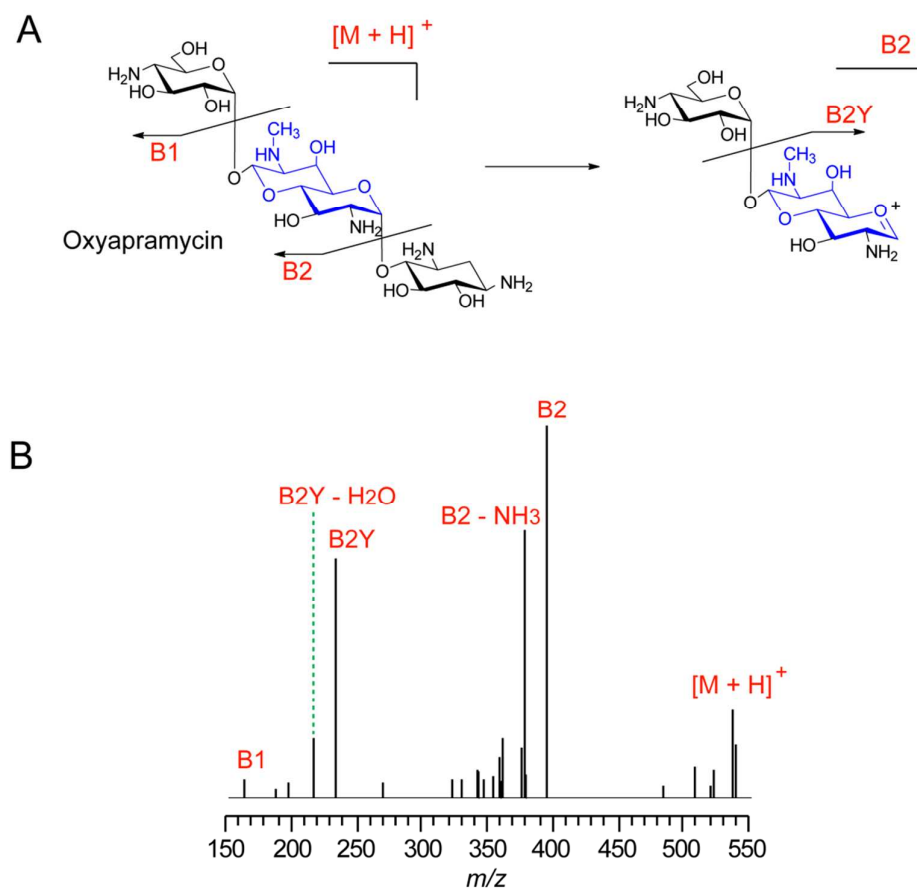 A
[M + H]+
B2
OH
O
H2N
HO
OH
B1
CH3
HN
OH
O
O
O
HO
NH2
Oxyapramycin
B2
O
H2N
NH2
HO
OH
OH
O
H2N
HO
OH
B2Y
CH3
HN
OH
O
O
O+
HO
NH2
B
B2
B2Y - H2O
B2 - NH3
B2Y
[M + H]+
B1
150 200 250 300 350 400 450 500 550
m/z